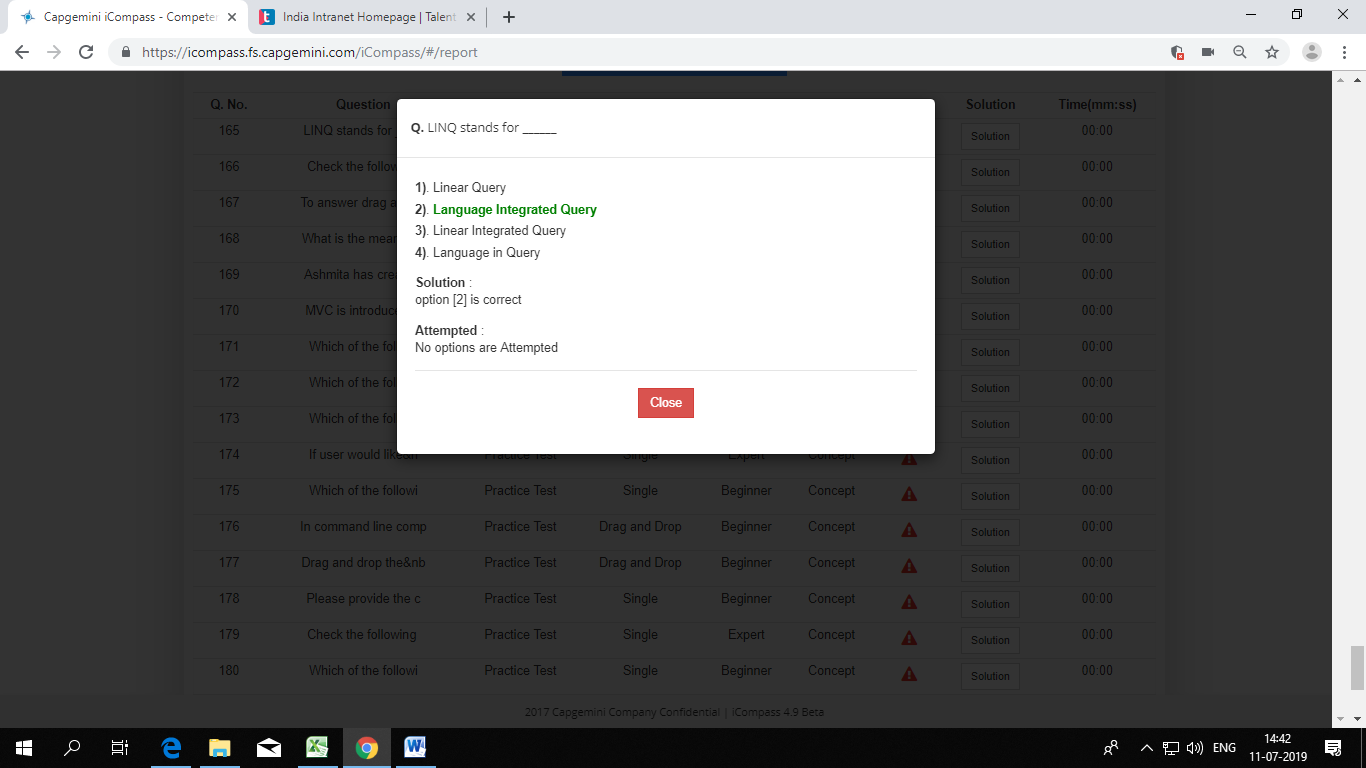 Capgemini iCompass - Competer
India Intranet Homepage | Talent
https://icompass.fs.capgemini.com/iCompass/#/report
Q. No. Question Solution Time(mm:ss)
165 LINQ stands for Solution 00:00
166 Check the follow Solution 00:00
167 To answer drag a Solution 00:00
168 What is the mean Solution 00:00
169 Ashmita has cre Solution 00:00
170 MVC is introduc Solution 00:00
171 Which of the fol Solution 00:00
172 Which of the fol Solution 00:00
173 Which of the fol Solution 00:00
174 If user would like&n Practice Test Single Expert Concept Solution 00:00
175 Which of the followi Practice Test Single Beginner Concept Solution 00:00
176 In command line comp Practice Test Drag and Drop Beginner Concept Solution 00:00
177 Drag and drop the&nb Practice Test Drag and Drop Beginner Concept Solution 00:00
178 Please provide the c Practice Test Single Beginner Concept Solution 00:00
179 Check the following Practice Test Single Expert Concept Solution 00:00
180 Which of the followi Practice Test Single Beginner Concept Solution 00:00
Q. LINQ stands for ______
1). Linear Query
2). Language Integrated Query
3). Linear Integrated Query
4). Language in Query
Solution :
option [2] is correct
Attempted :
No options are Attempted
Close
2017 Capgemini Company Confidential | iCompass 4.9 Beta
ENG
14:42
11-07-2019